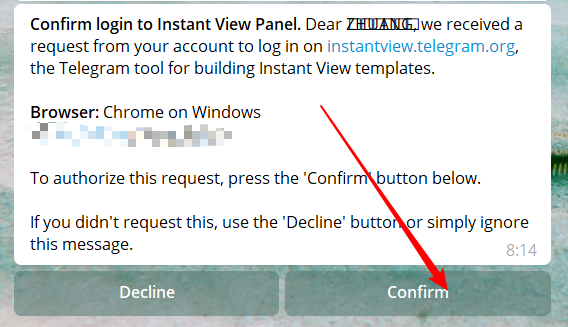 Confirm login to Instant View Panel. Dear ZHUANG, we received a
request from your account to log in on instantview.telegram.org,
the Telegram tool for building Instant View templates.
Browser: Chrome on Windows
To authorize this request, press the 'Confirm' button below.
If you didn't request this, use the 'Decline' button or simply ignore
this message.
8:14
Decline
Confirm